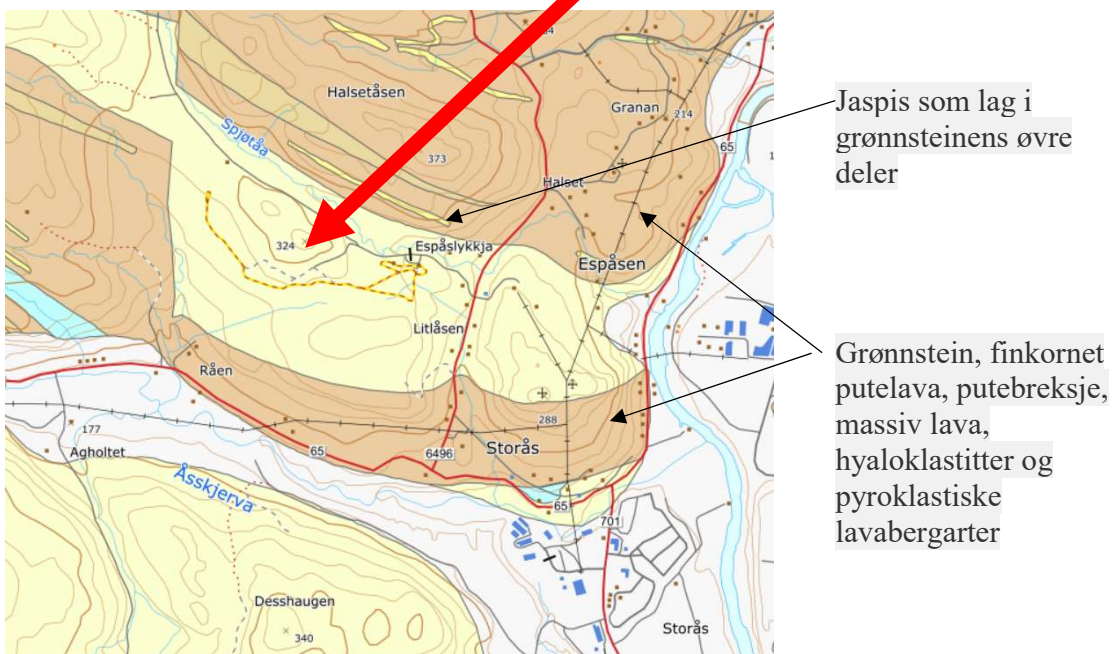 Halsetåsen
Granan
214
65
Spjøtåa
373
Halset
324
Espåslykkja
Espåsen
Litlåsen
Råen
288
177
Agholtet
65
6496
Storås
Åsskjerva
65
701
Desshaugen
340
Storås
Jaspis som lag i
grønnsteinens øvre
deler
Grønnstein, finkornet
putelava, putebreksje,
massiv lava,
hyaloklastitter og
pyroklastiske
lavabergarter